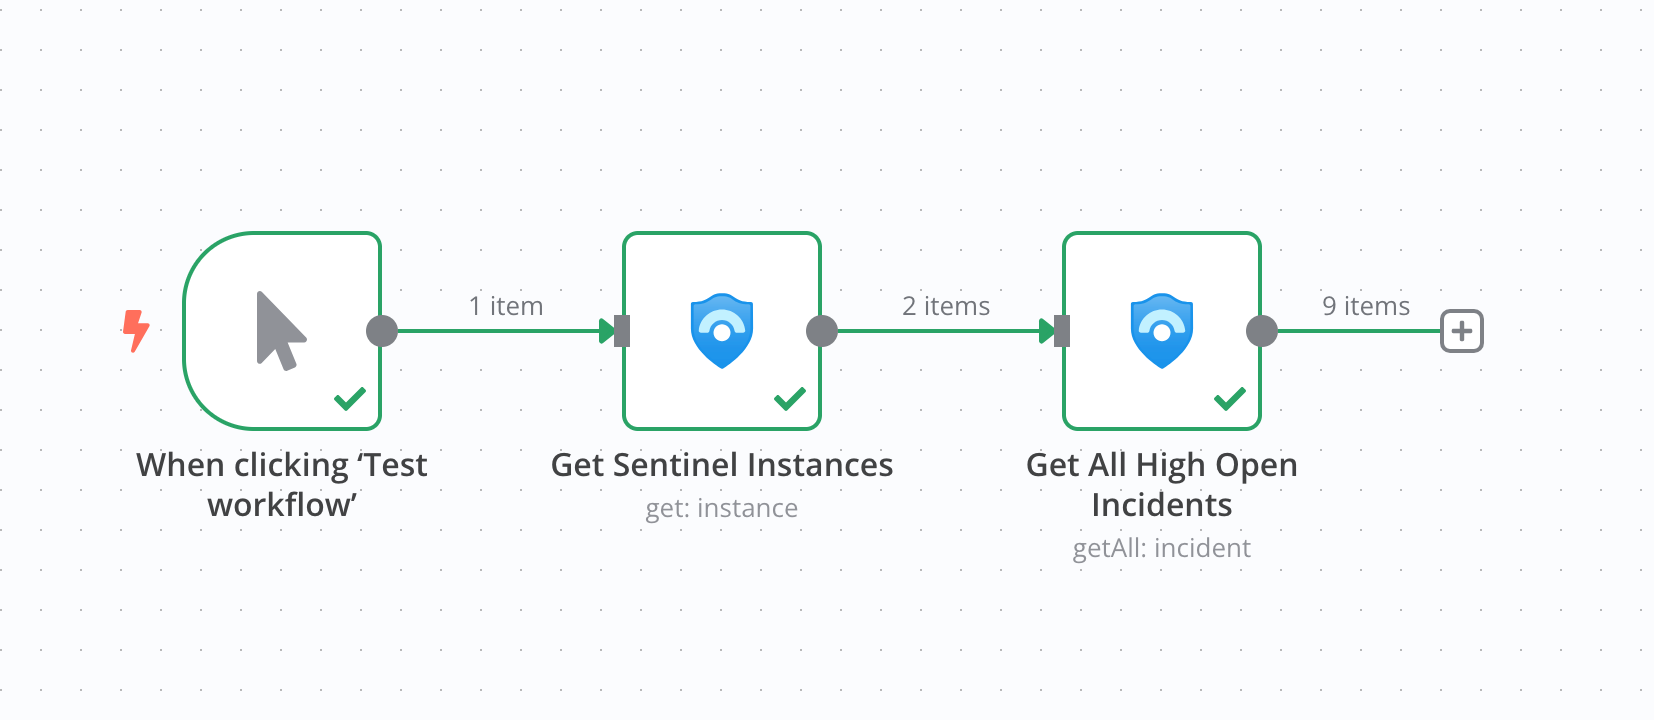 1 item
2 items
9 items
When clicking ‘Test
workflow’
Get Sentinel Instances
get: instance
Get All High Open
Incidents
getAll: incident